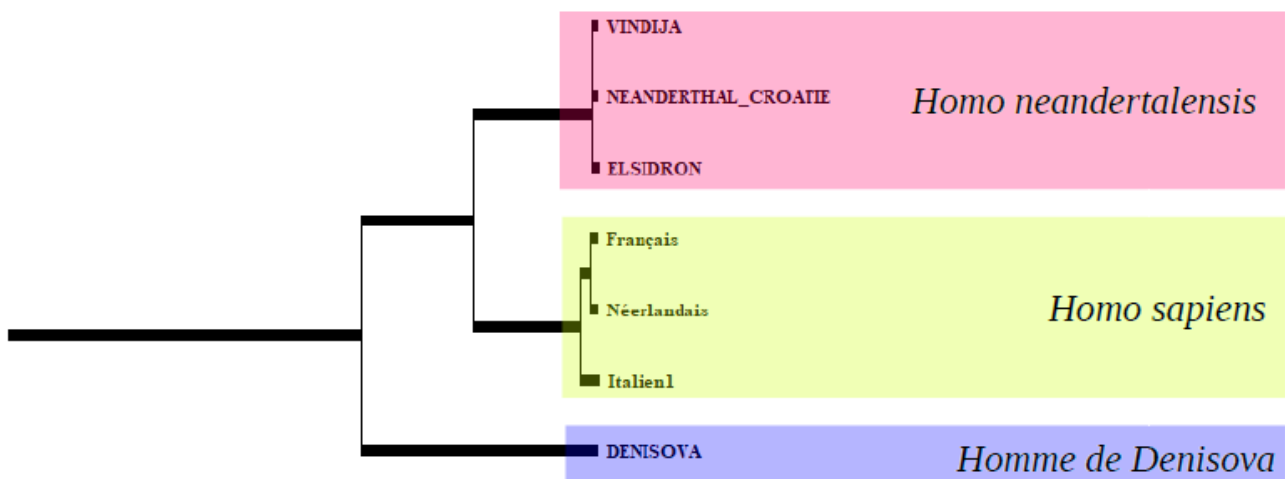 VINDIJA
NEANDERTHAL_CROATIE
Homo neandertalensis
ELSIDRON
Français
Néerlandais
Homo sapiens
Italien1
DENISOVA
Homme de Denisova